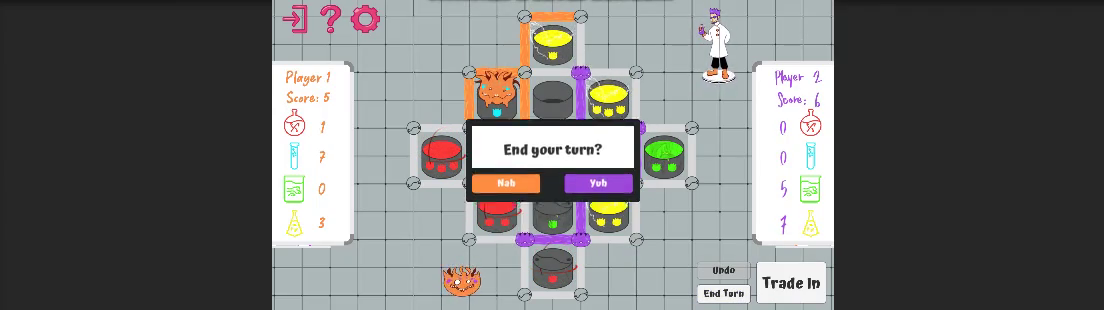 ?
Player 1
Score: 5
1
7
0
3
Player 2
Score: 6
0
0
5
7
End your turn?
Nah
Yuh
Undo
End Turn
Trade In